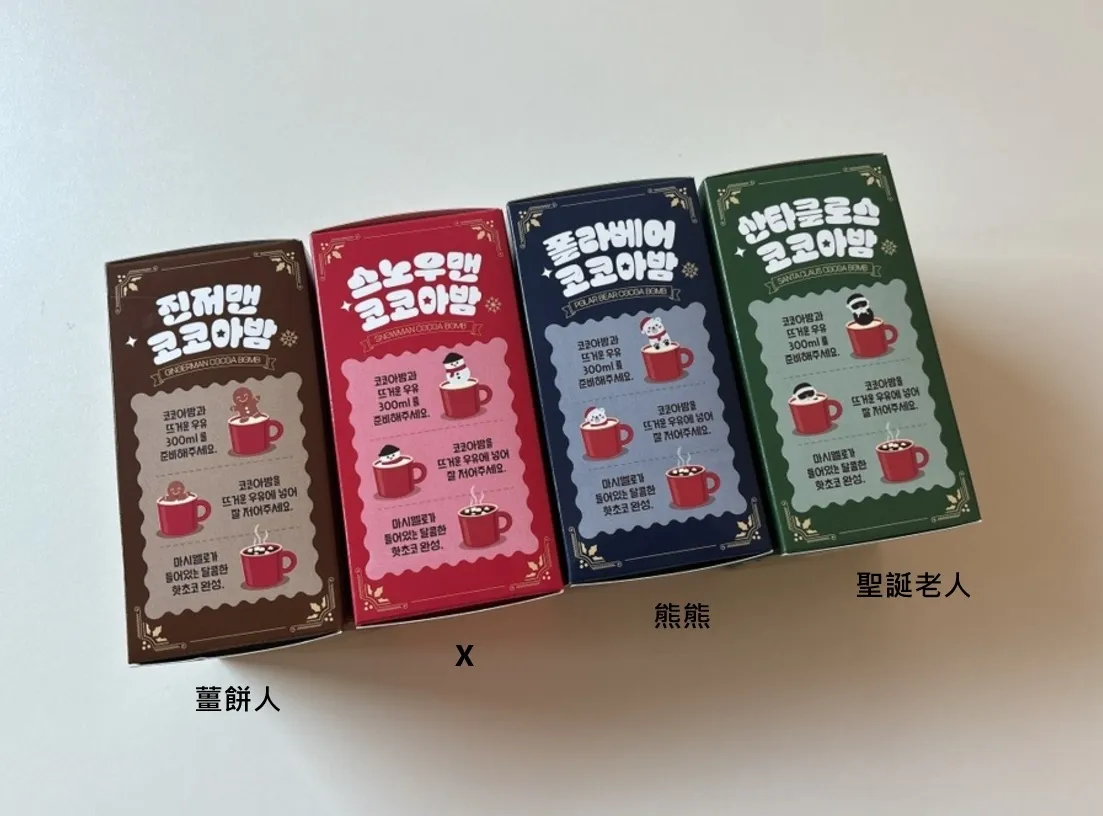 진저맨
코코아밤
GINGERMAN COCOA BOMB
코코아밤과
뜨거운 우유
300ml 를
준비해주세요.
코코아밤을
뜨거운 우유에 넣어
잘 저어주세요.
마시멜로가
들어있는 달콤한
핫초코 완성.
스노우맨
코코아밤
SNOWMAN COCOA BOMB
코코아밤과
뜨거운 우유
300ml 를
준비해주세요.
코코아밤을
뜨거운 우유에 넣어
잘 저어주세요.
마시멜로가
들어있는 달콤한
핫초코 완성.
폴라베어
코코아밤
POLAR BEAR COCOA BOMB
코코아밤과
뜨거운 우유
300ml 를
준비해주세요.
코코아밤을
뜨거운 우유에 넣어
잘 저어주세요.
마시멜로가
들어있는 달콤한
핫초코 완성.
산타클로스
코코아밤
SANTA CLAUS COCOA BOMB
코코아밤과
뜨거운 우유
300ml 를
준비해주세요.
코코아밤을
뜨거운 우유에 넣어
잘 저어주세요.
마시멜로가
들어있는 달콤한
핫초코 완성.
薑餅人
X
熊熊
聖誕老人